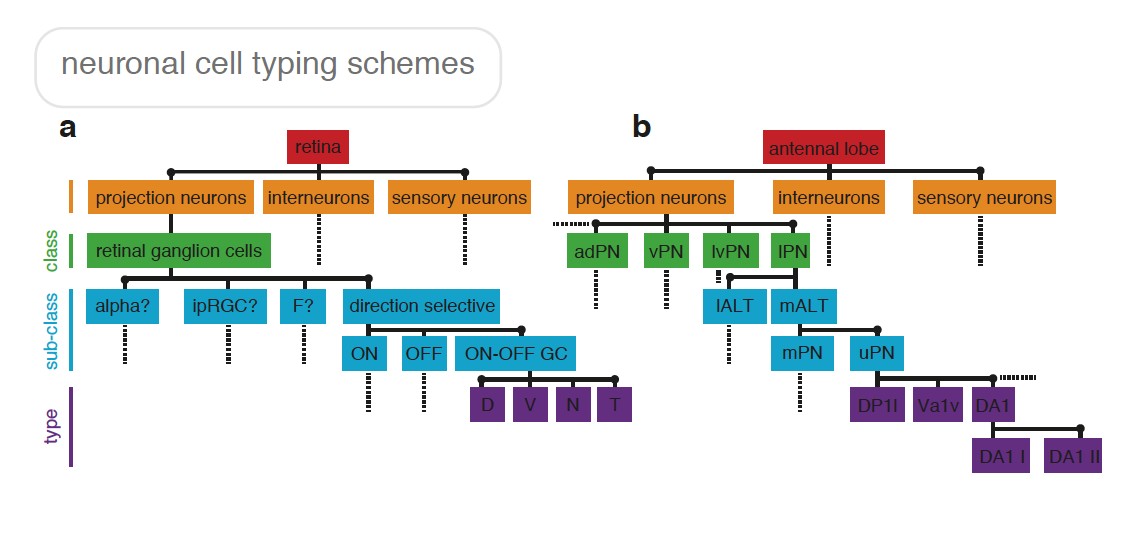 neuronal cell typing schemes
a
retina
projection neurons
interneurons
sensory neurons
class
retinal ganglion cells
sub-class
alpha?
ipRGC?
F?
direction selective
ON
OFF
ON-OFF GC
type
D
V
N
T
b
antennal lobe
projection neurons
interneurons
sensory neurons
adPN
vPN
lvPN
lPN
lALT
mALT
mPN
uPN
DP1l
Va1v
DA1
DA1 I
DA1 II